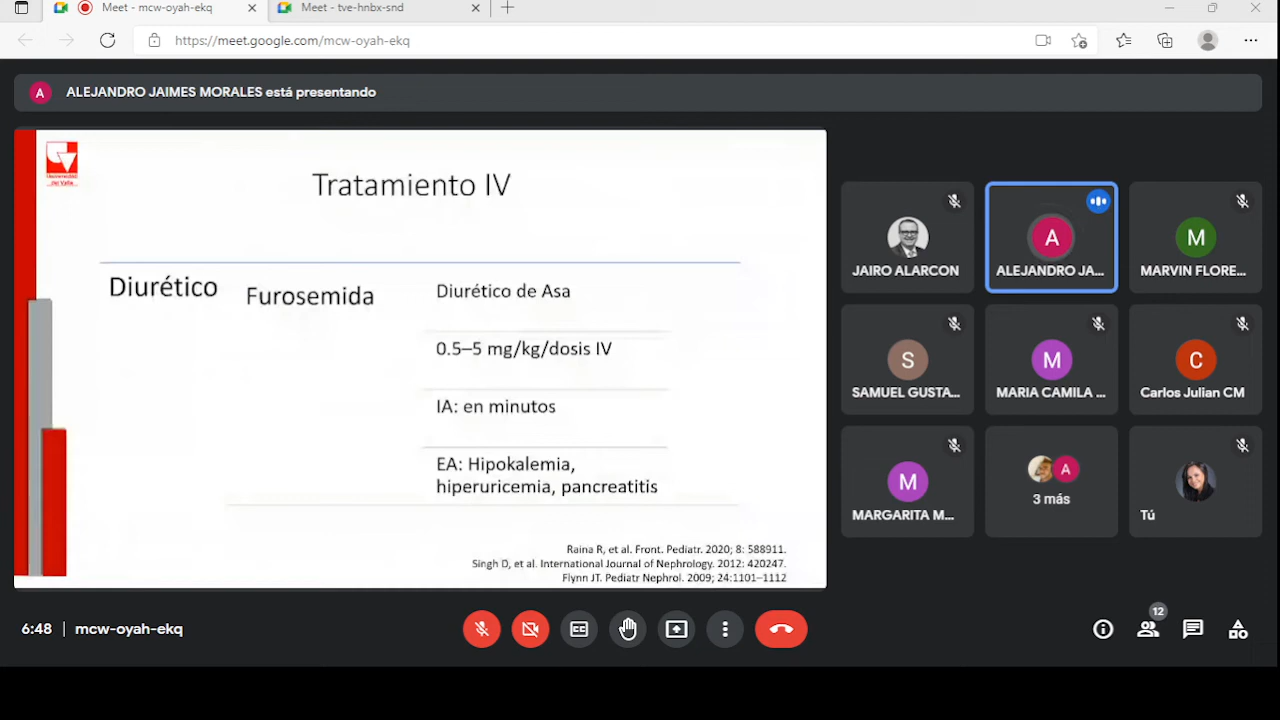 Meet - mcw-oyah-ekq
Meet - tve-hnbx-snd
https://meet.google.com/mcw-oyah-ekq
A
ALEJANDRO JAIMES MORALES está presentando
Universidad
del Valle
Tratamiento IV
Diurético
Furosemida
Diurético de Asa
0.5–5 mg/kg/dosis IV
IA: en minutos
EA: Hipokalemia,
hiperuricemia, pancreatitis
Raina R, et al. Front. Pediatr. 2020; 8: 588911.
Singh D, et al. International Journal of Nephrology. 2012: 420247.
Flynn JT. Pediatr Nephrol. 2009; 24:1101–1112
JAIRO ALARCON
A
ALEJANDRO JA...
M
MARVIN FLORE...
S
SAMUEL GUSTA...
M
MARIA CAMILA ...
C
Carlos Julian CM
M
MARGARITA M...
A
3 más
Tú
6:48 | mcw-oyah-ekq
CC
12